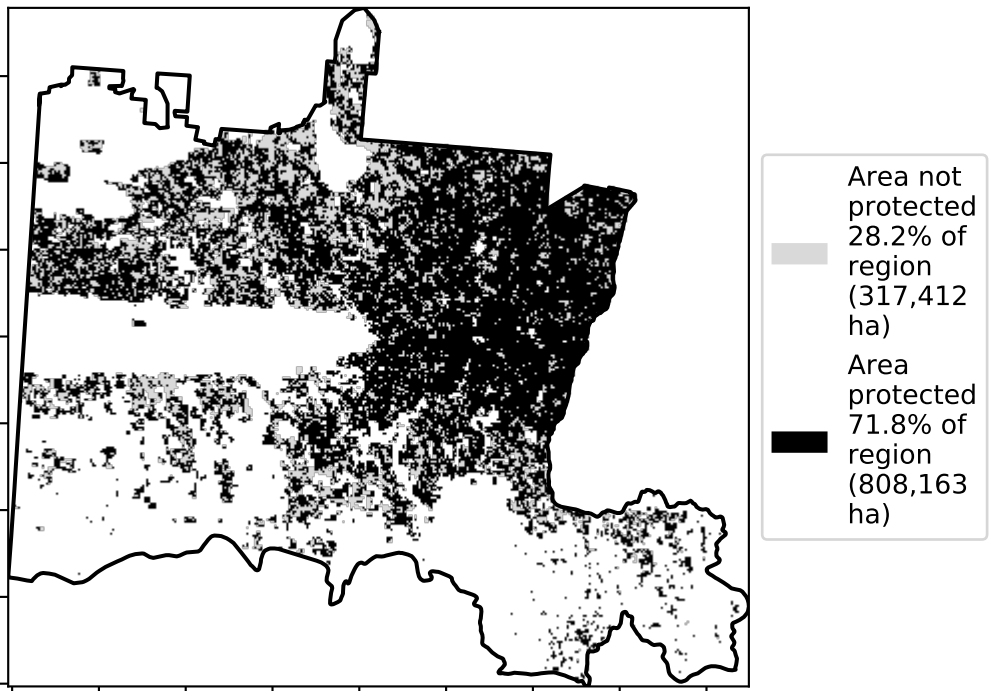 Area not
protected
28.2% of
region
(317,412
ha)
Area
protected
71.8% of
region
(808,163
ha)